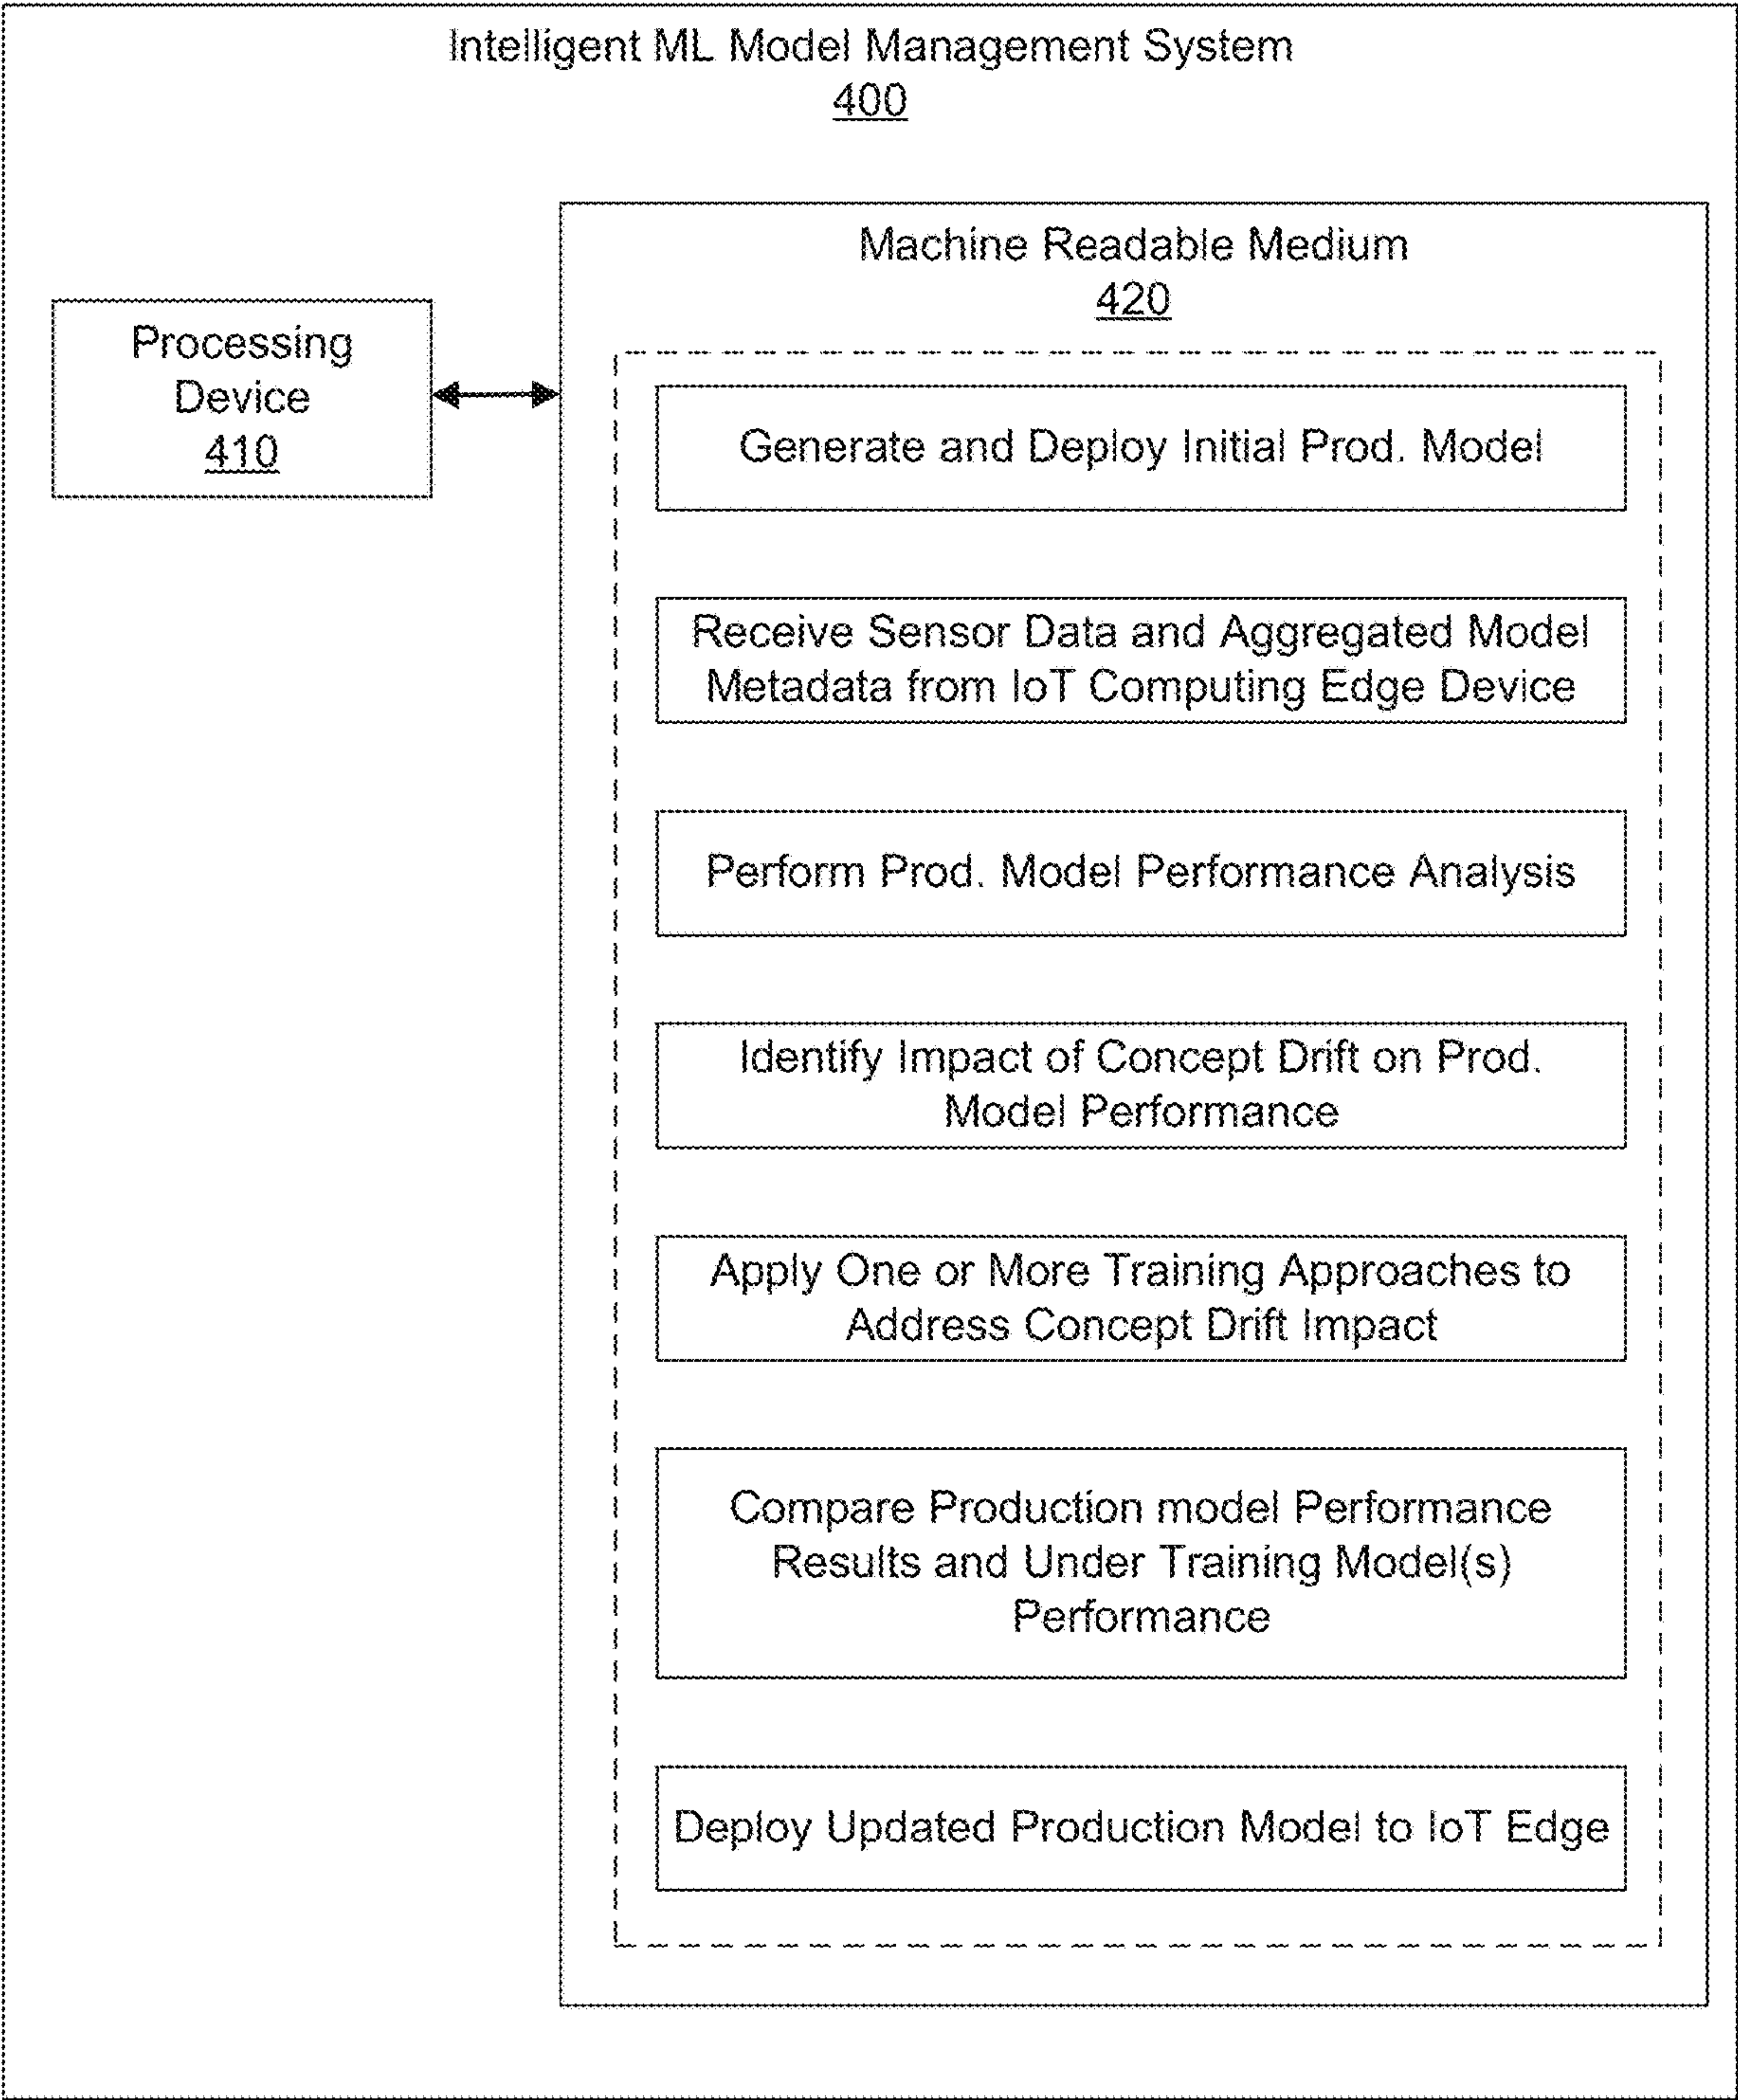 Intelligent ML Model Management System
400
Machine Readable Medium
420
Processing
Device
410
Generate and Deploy Initial Prod. Model
Receive Sensor Data and Aggregated Model
Metadata from IoT Computing Edge Device
Perform Prod. Model Performance Analysis
Identify Impact of Concept Drift on Prod.
Model Performance
Apply One or More Training Approaches to
Address Concept Drift Impact
Compare Production model Performance
Results and Under Training Model(s)
Performance
Deploy Updated Production Model to IoT Edge